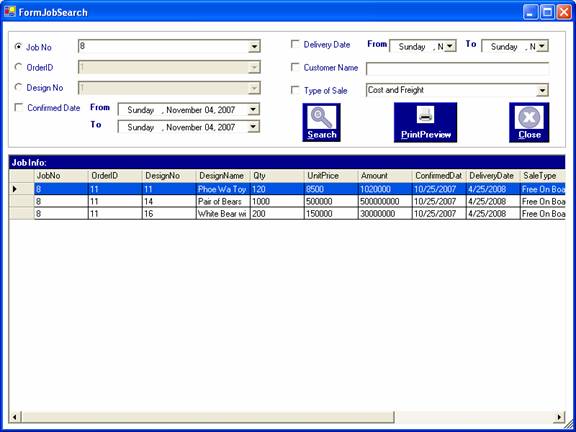 FormJobSearch
Job No 8
OrderID 1
Design No 1
Confirmed Date From Sunday , November 04, 2007
To Sunday , November 04, 2007
Delivery Date From Sunday , N To Sunday , N
Customer Name
Type of Sale Cost and Freight
Search PrintPreview Close
Job Info:
JobNo OrderID DesignNo DesignName Qty UnitPrice Amount ConfirmedDat DeliveryDate SaleType
8 11 11 Phoe Wa Toy 120 8500 1020000 10/25/2007 4/25/2008 Free On Boa
8 11 14 Pair of Bears 1000 500000 500000000 10/25/2007 4/25/2008 Free On Boa
8 11 16 White Bear wi 200 150000 30000000 10/25/2007 4/25/2008 Free On Boa